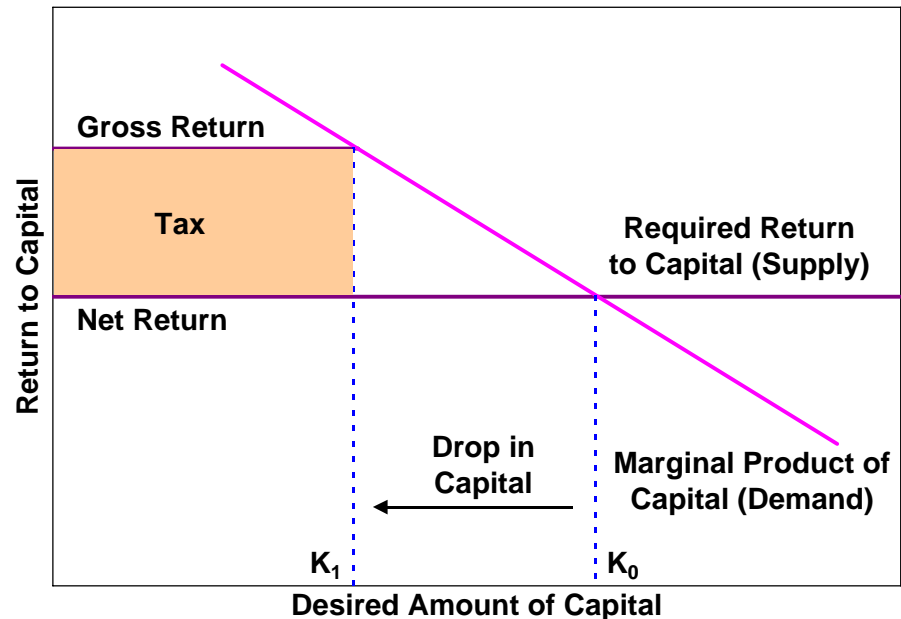 Gross Return
Tax
Required Return
to Capital (Supply)
Net Return
Return to Capital
Drop in
Capital
Marginal Product of
Capital (Demand)
K₁
K₀
Desired Amount of Capital